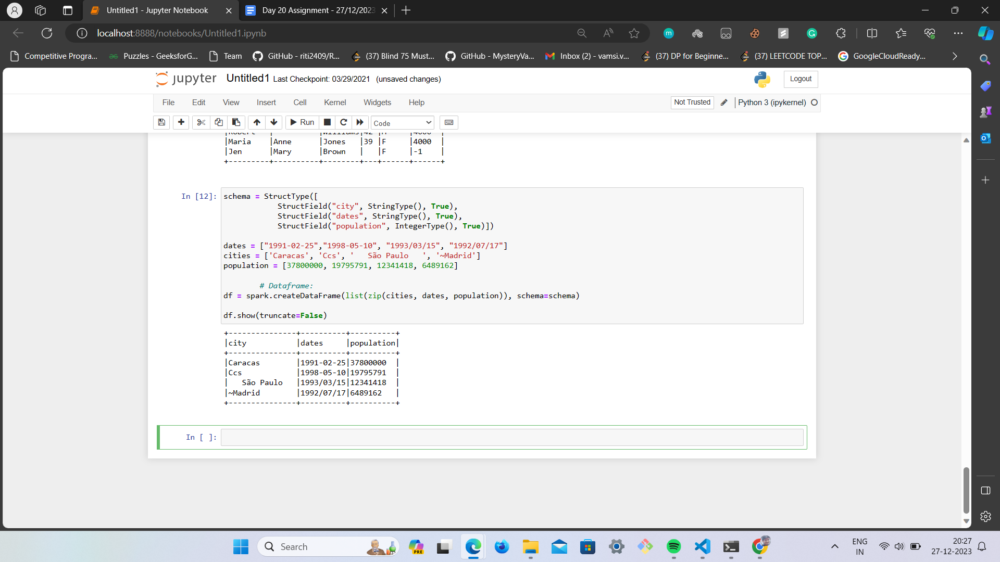 Untitled1 - Jupyter Notebook
Day 20 Assignment - 27/12/2023
localhost:8888/notebooks/Untitled1.ipynb
Competitive Progra...
Puzzles - GeeksforG...
Team
GitHub - riti2409/R...
(37) Blind 75 Must...
GitHub - MysteryVa...
Inbox (2) - vamsi.v...
(37) DP for Beginne...
(37) LEETCODE TOP...
GoogleCloudReady...
jupyter Untitled1 Last Checkpoint: 03/29/2021 (unsaved changes)
Logout
File Edit View Insert Cell Kernel Widgets Help
Not Trusted
Python 3 (ipykernel)
Run
Code
|Robert   |          |Williams|42 |M     |4000  |
|Maria    |Anne      |Jones   |39 |F     |4000  |
|Jen      |Mary      |Brown   |   |F     |-1    |
+---------+----------+--------+---+------+------+
In [12]:
schema = StructType([
            StructField("city", StringType(), True),
            StructField("dates", StringType(), True),
            StructField("population", IntegerType(), True)])
dates = ["1991-02-25","1998-05-10", "1993/03/15", "1992/07/17"]
cities = ['Caracas', 'Ccs', '   São Paulo   ', '~Madrid']
population = [37800000, 19795791, 12341418, 6489162]
        # Dataframe:
df = spark.createDataFrame(list(zip(cities, dates, population)), schema=schema)
df.show(truncate=False)
+---------------+----------+----------+
|city           |dates     |population|
+---------------+----------+----------+
|Caracas        |1991-02-25|37800000  |
|Ccs            |1998-05-10|19795791  |
|   São Paulo   |1993/03/15|12341418  |
|~Madrid        |1992/07/17|6489162   |
+---------------+----------+----------+
In [ ]:
Search
PRE
ENG
IN
20:27
27-12-2023